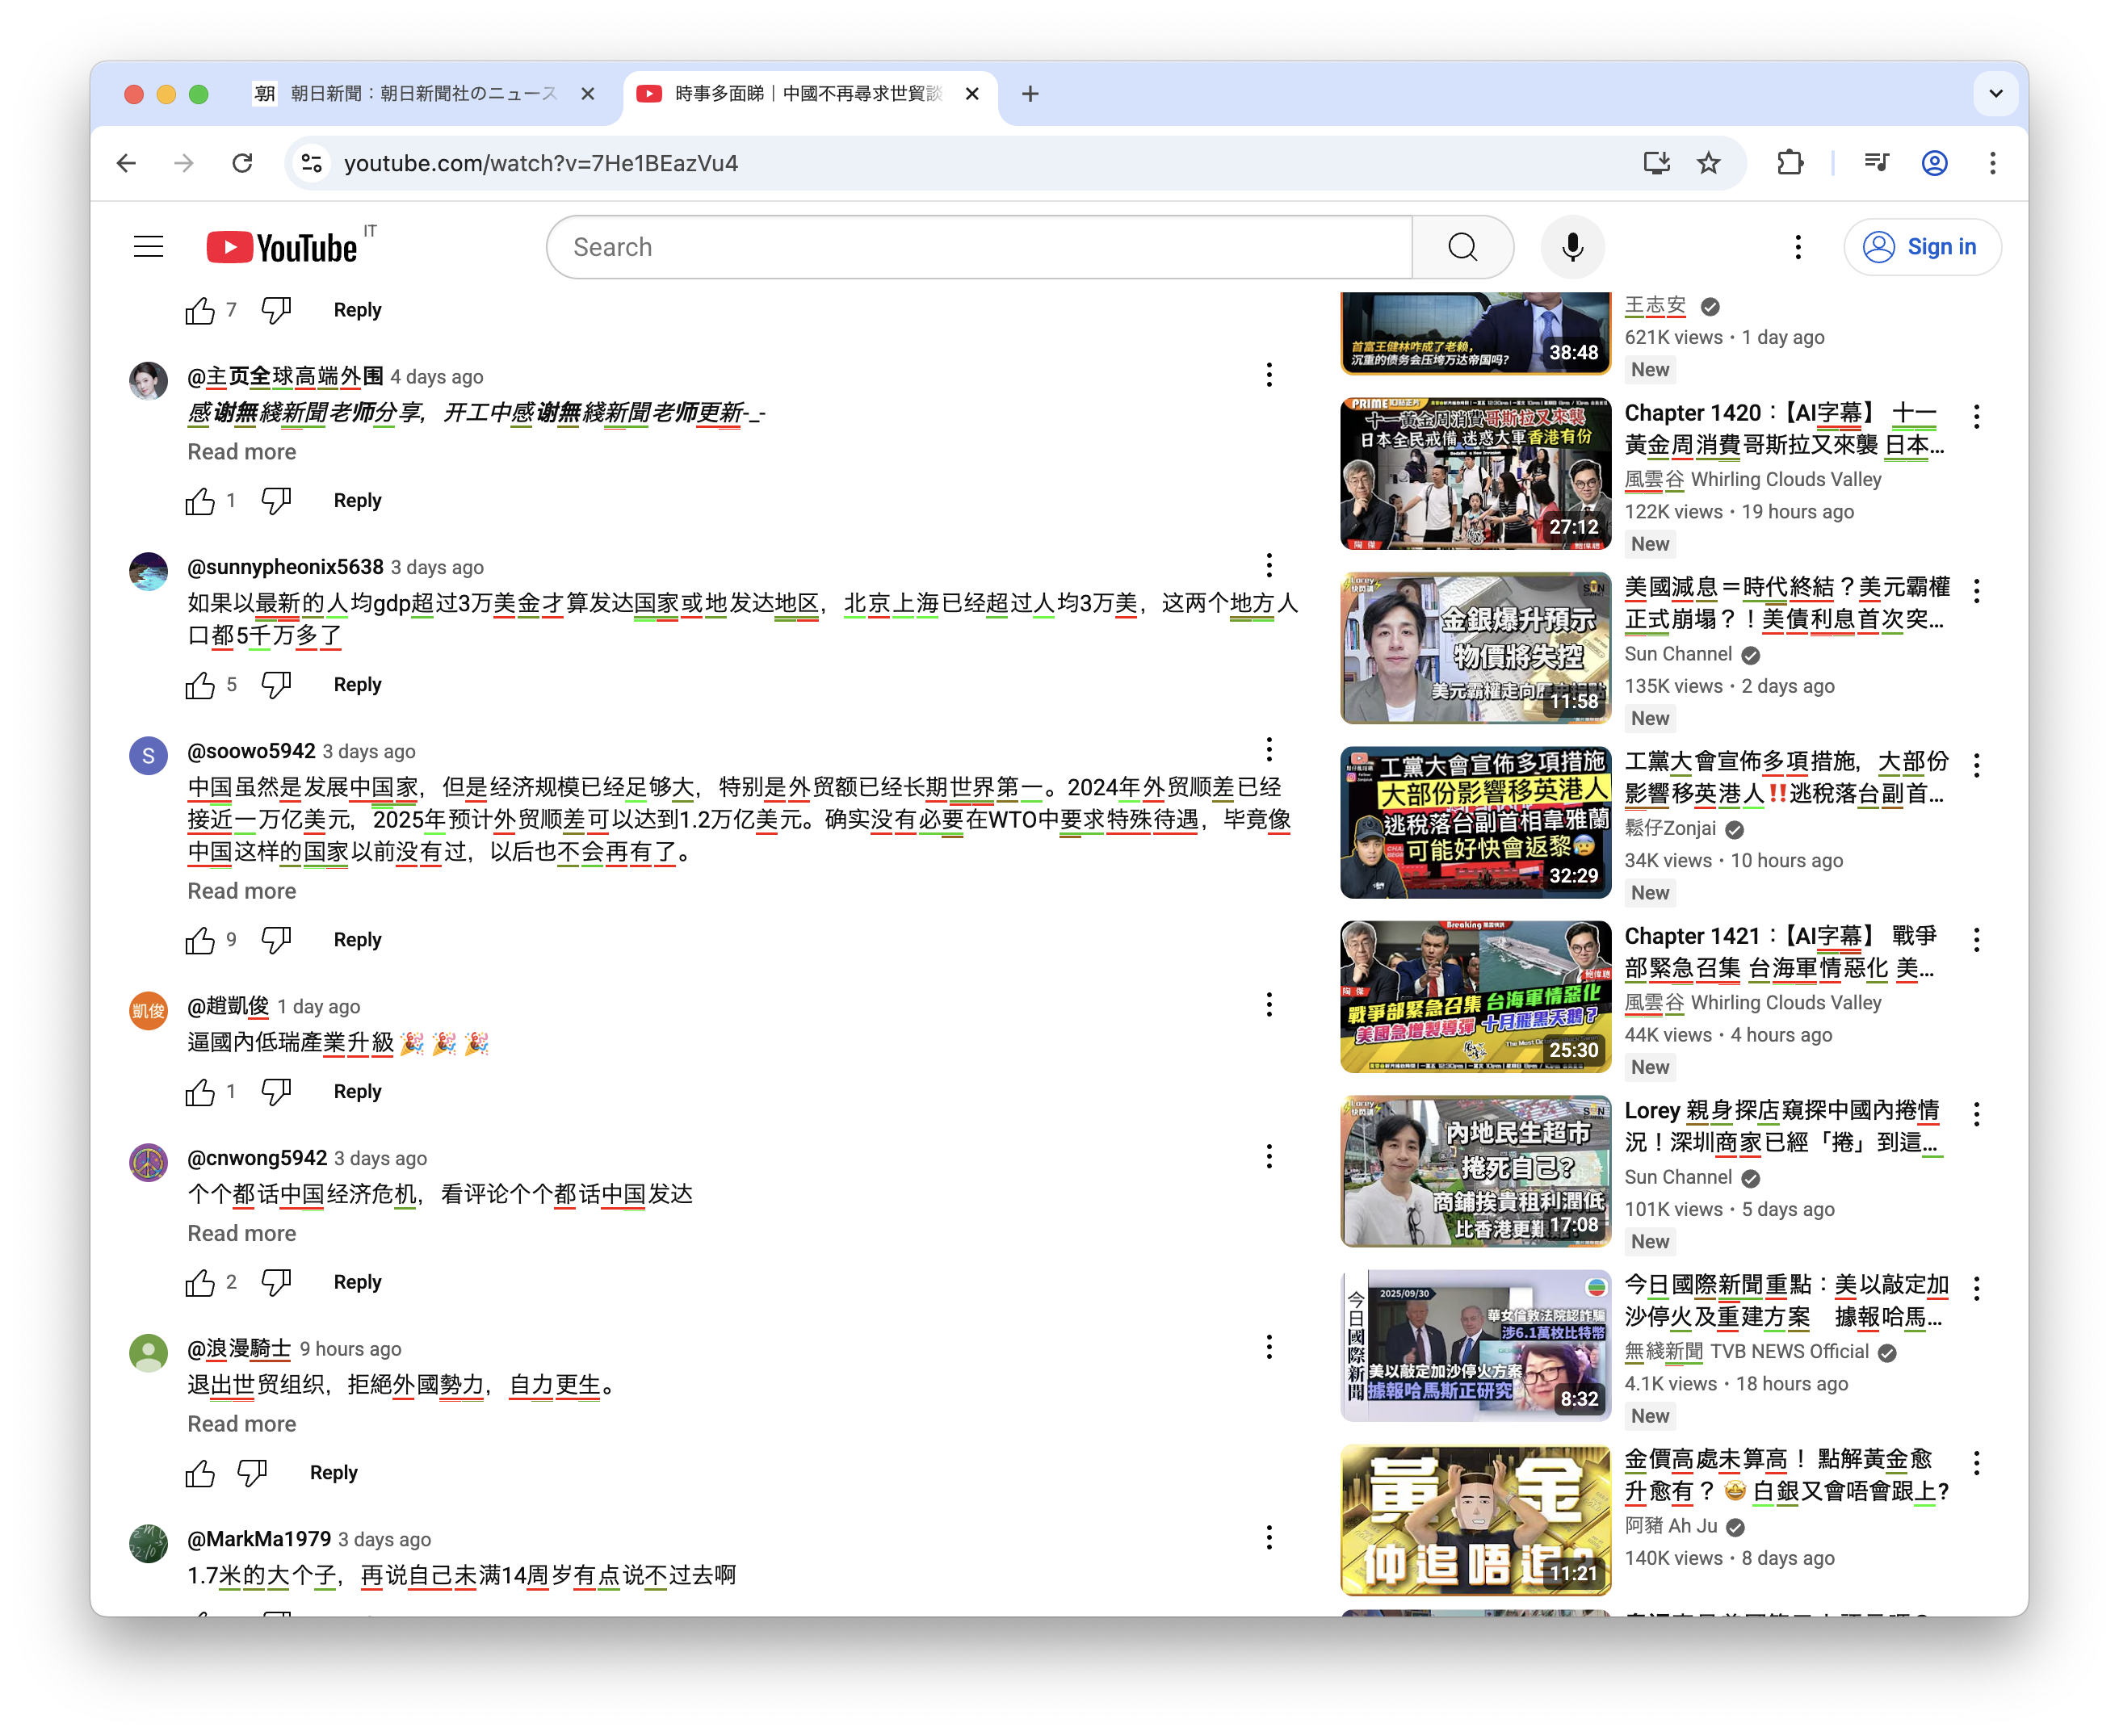 朝日新聞：朝日新聞社のニュース
時事多面睇｜中國不再尋求世貿談
youtube.com/watch?v=7He1BEazVu4
YouTube IT
Search
Sign in
7 Reply
@主页全球高端外围 4 days ago
感谢無綫新聞老师分享，开工中感谢無綫新聞老师更新-_-
Read more
1 Reply
@sunnypheonix5638 3 days ago
如果以最新的人均gdp超过3万美金才算发达国家或地发达地区，北京上海已经超过人均3万美，这两个地方人
口都5千万多了
5 Reply
S
@soowo5942 3 days ago
中国虽然是发展中国家，但是经济规模已经足够大，特别是外贸额已经长期世界第一。2024年外贸顺差已经
接近一万亿美元，2025年预计外贸顺差可以达到1.2万亿美元。确实没有必要在WTO中要求特殊待遇，毕竟像
中国这样的国家以前没有过，以后也不会再有了。
Read more
9 Reply
凱俊
@趙凱俊 1 day ago
逼國內低瑞產業升級🎉🎉🎉
1 Reply
@cnwong5942 3 days ago
个个都话中国经济危机，看评论个个都话中国发达
Read more
2 Reply
@浪漫騎士 9 hours ago
退出世贸组织，拒絕外國勢力，自力更生。
Read more
Reply
@MarkMa1979 3 days ago
1.7米的大个子，再说自己未满14周岁有点说不过去啊
首富王健林咋成了老赖，
沉重的债务会压垮万达帝国吗？
38:48
王志安
621K views • 1 day ago
New
PRIME
十一黃金周消費哥斯拉又來襲
日本全民戒備 迷惑大軍香港有份
陶傑
27:12
Chapter 1420：【AI字幕】 十一
黃金周消費哥斯拉又來襲 日本...
風雲谷 Whirling Clouds Valley
122K views • 19 hours ago
New
Lorey
快閃講
SUN
金銀爆升預示
物價將失控
美元霸權走向
11:58
美國減息＝時代終結？美元霸權
正式崩塌？！美債利息首次突...
Sun Channel
135K views • 2 days ago
New
工黨大會宣佈多項措施
大部份影響移英港人
逃稅落台副首相韋雅蘭
可能好快會返黎😰
32:29
工黨大會宣佈多項措施，大部份
影響移英港人‼️逃稅落台副首...
鬆仔Zonjai
34K views • 10 hours ago
New
Breaking
陶傑
戰爭部緊急召集 台海軍情惡化
美國急增製導彈 十月飛黑天鵝？
25:30
Chapter 1421：【AI字幕】 戰爭
部緊急召集 台海軍情惡化 美...
風雲谷 Whirling Clouds Valley
44K views • 4 hours ago
New
Lorey
快閃講
SUN
內地民生超市
捲死自己？
商鋪挨貴租利潤低
比香港更
17:08
Lorey 親身探店窺探中國內捲情
況！深圳商家已經「捲」到這...
Sun Channel
101K views • 5 days ago
New
今日國際新聞
2025/09/30
華女倫敦法院認詐騙
涉6.1萬枚比特幣
美以敲定加沙停火方案
據報哈馬斯正研究
8:32
今日國際新聞重點：美以敲定加
沙停火及重建方案　據報哈馬...
無綫新聞 TVB NEWS Official
4.1K views • 18 hours ago
New
黃金
仲追唔追？
11:21
金價高處未算高！ 點解黃金愈
升愈有？🤩白銀又會唔會跟上?
阿豬 Ah Ju
140K views • 8 days ago